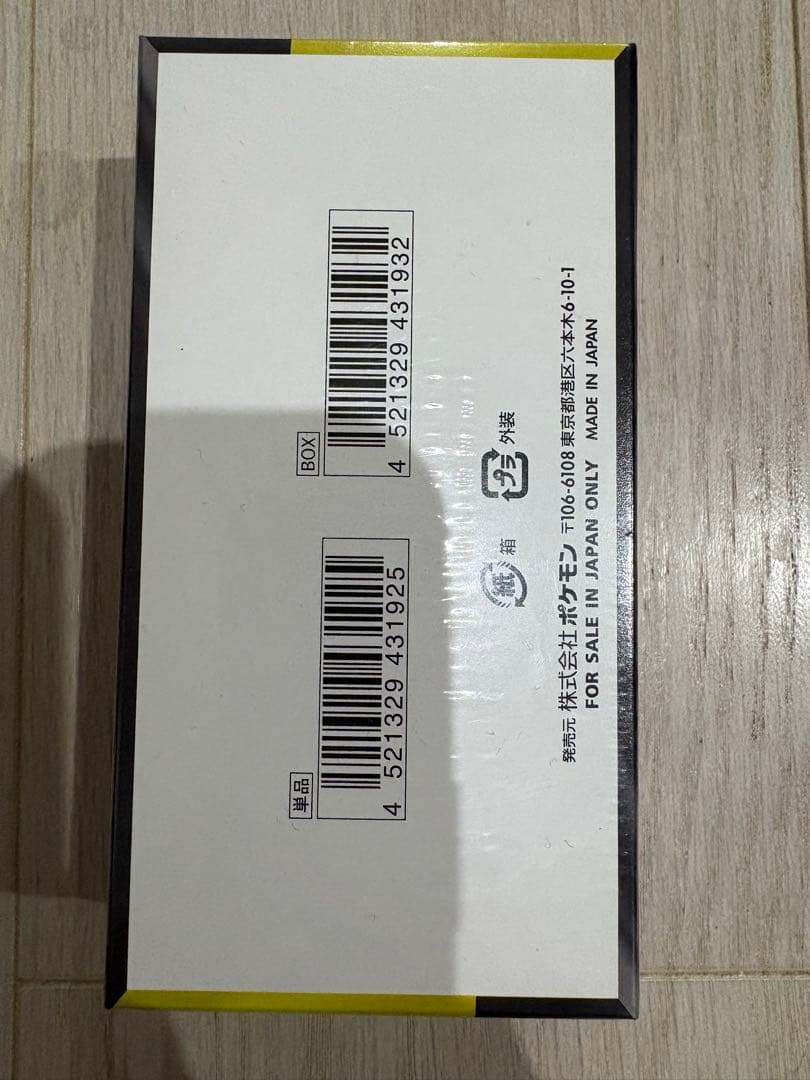 単品
4 521329 431925
BOX
4 521329 431932
紙 箱 プラ 外装
発売元 株式会社 ポケモン 〒106-6108 東京都港区六本木6-10-1
FOR SALE IN JAPAN ONLY MADE IN JAPAN